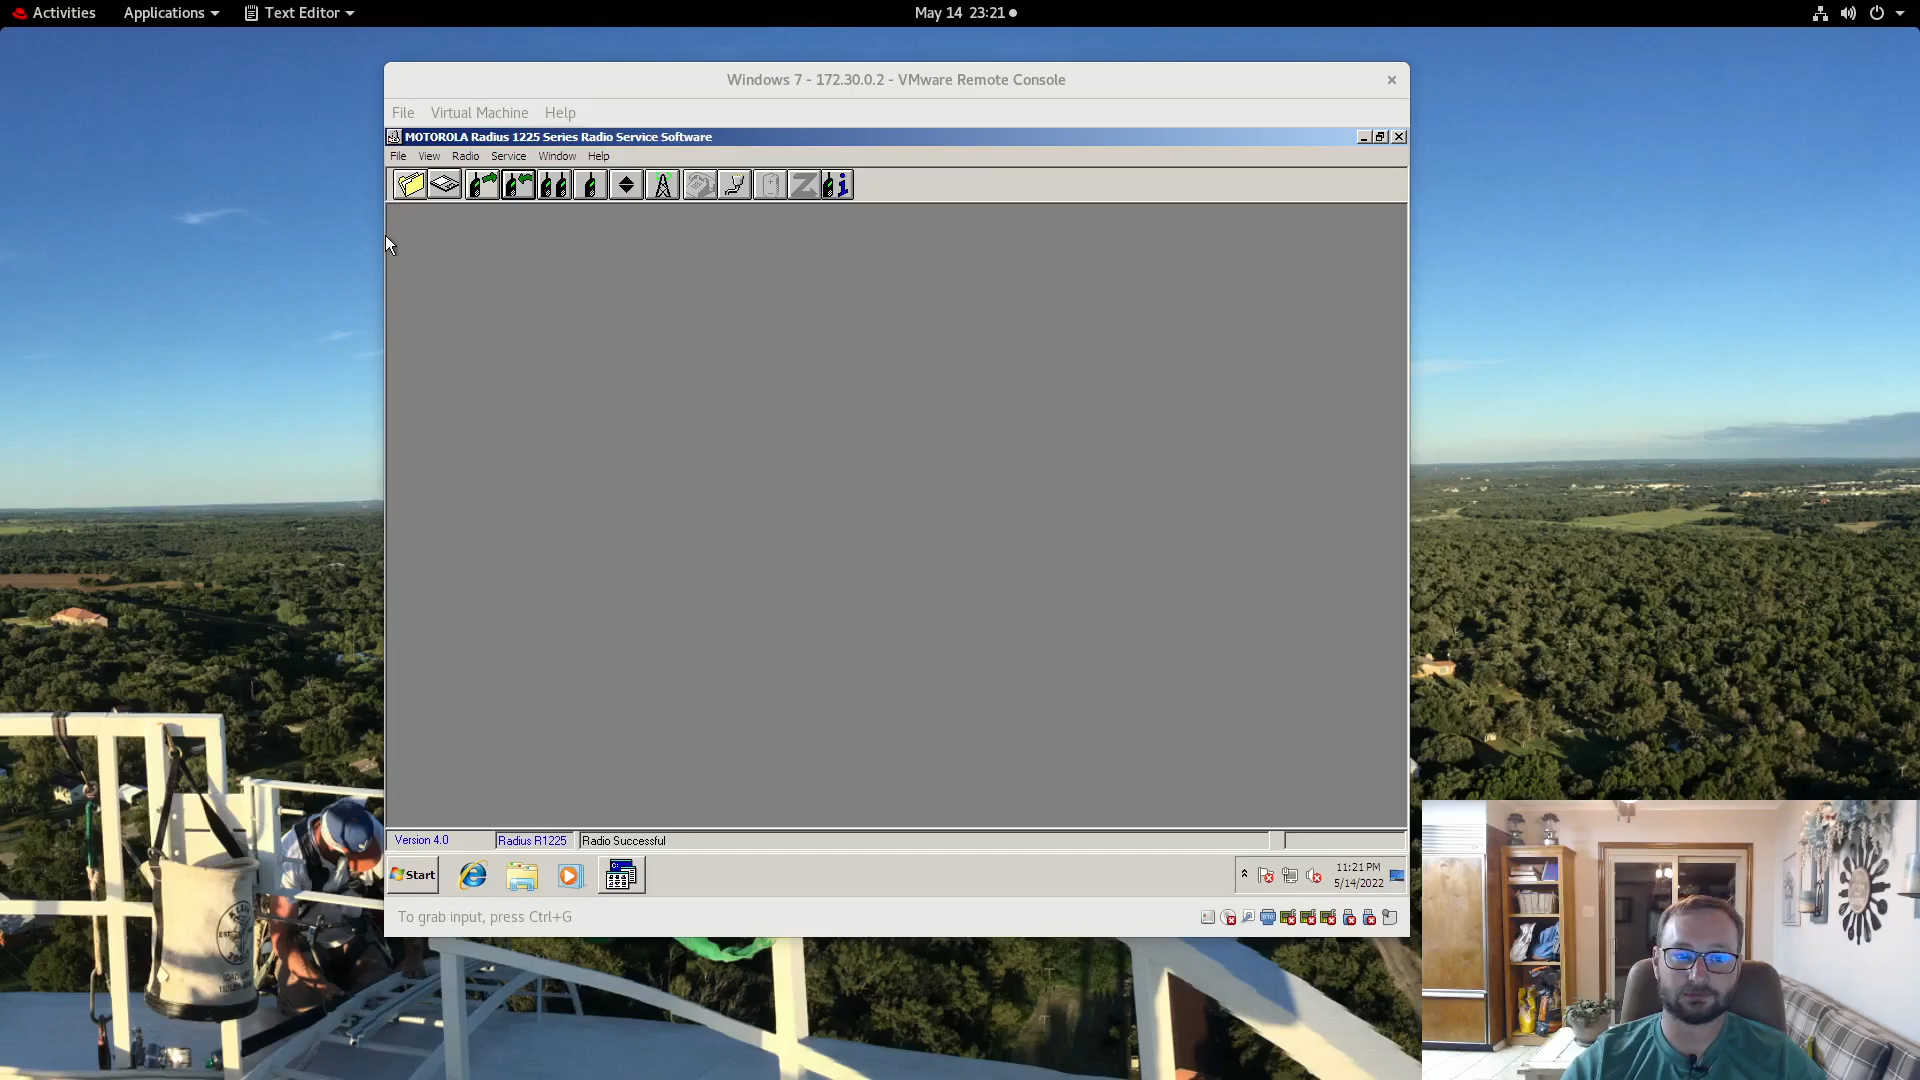 Activities Applications Text Editor May 14 23:21
Windows 7 - 172.30.0.2 - VMware Remote Console
File Virtual Machine Help
MOTOROLA Radius 1225 Series Radio Service Software
File View Radio Service Window Help
Version 4.0 Radius R1225 Radio Successful
Start 11:21 PM
5/14/2022
To grab input, press Ctrl+G
KLEIN